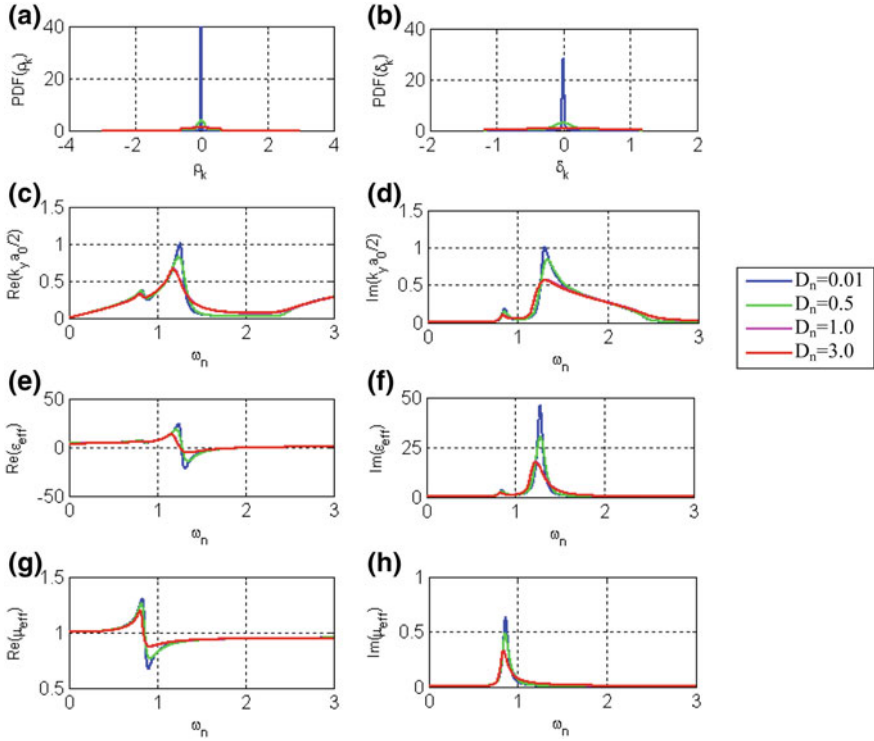 (a)
40
20
0
PDF(ρk)
-4
-2
0
2
4
ρk
(b)
40
20
0
PDF(δk)
-2
-1
0
1
2
δk
(c)
1.5
1
0.5
0
Re(ky a0/2)
0
1
2
3
ωn
(d)
1.5
1
0.5
0
Im(ky a0/2)
0
1
2
3
ωn
Dn=0.01
Dn=0.5
Dn=1.0
Dn=3.0
(e)
50
0
-50
Re(εeff)
0
1
2
3
ωn
(f)
50
25
0
Im(εeff)
0
1
2
3
ωn
(g)
1.5
1
0.5
Re(μeff)
0
1
2
3
ωn
(h)
1
0.5
0
Im(μeff)
0
1
2
3
ωn